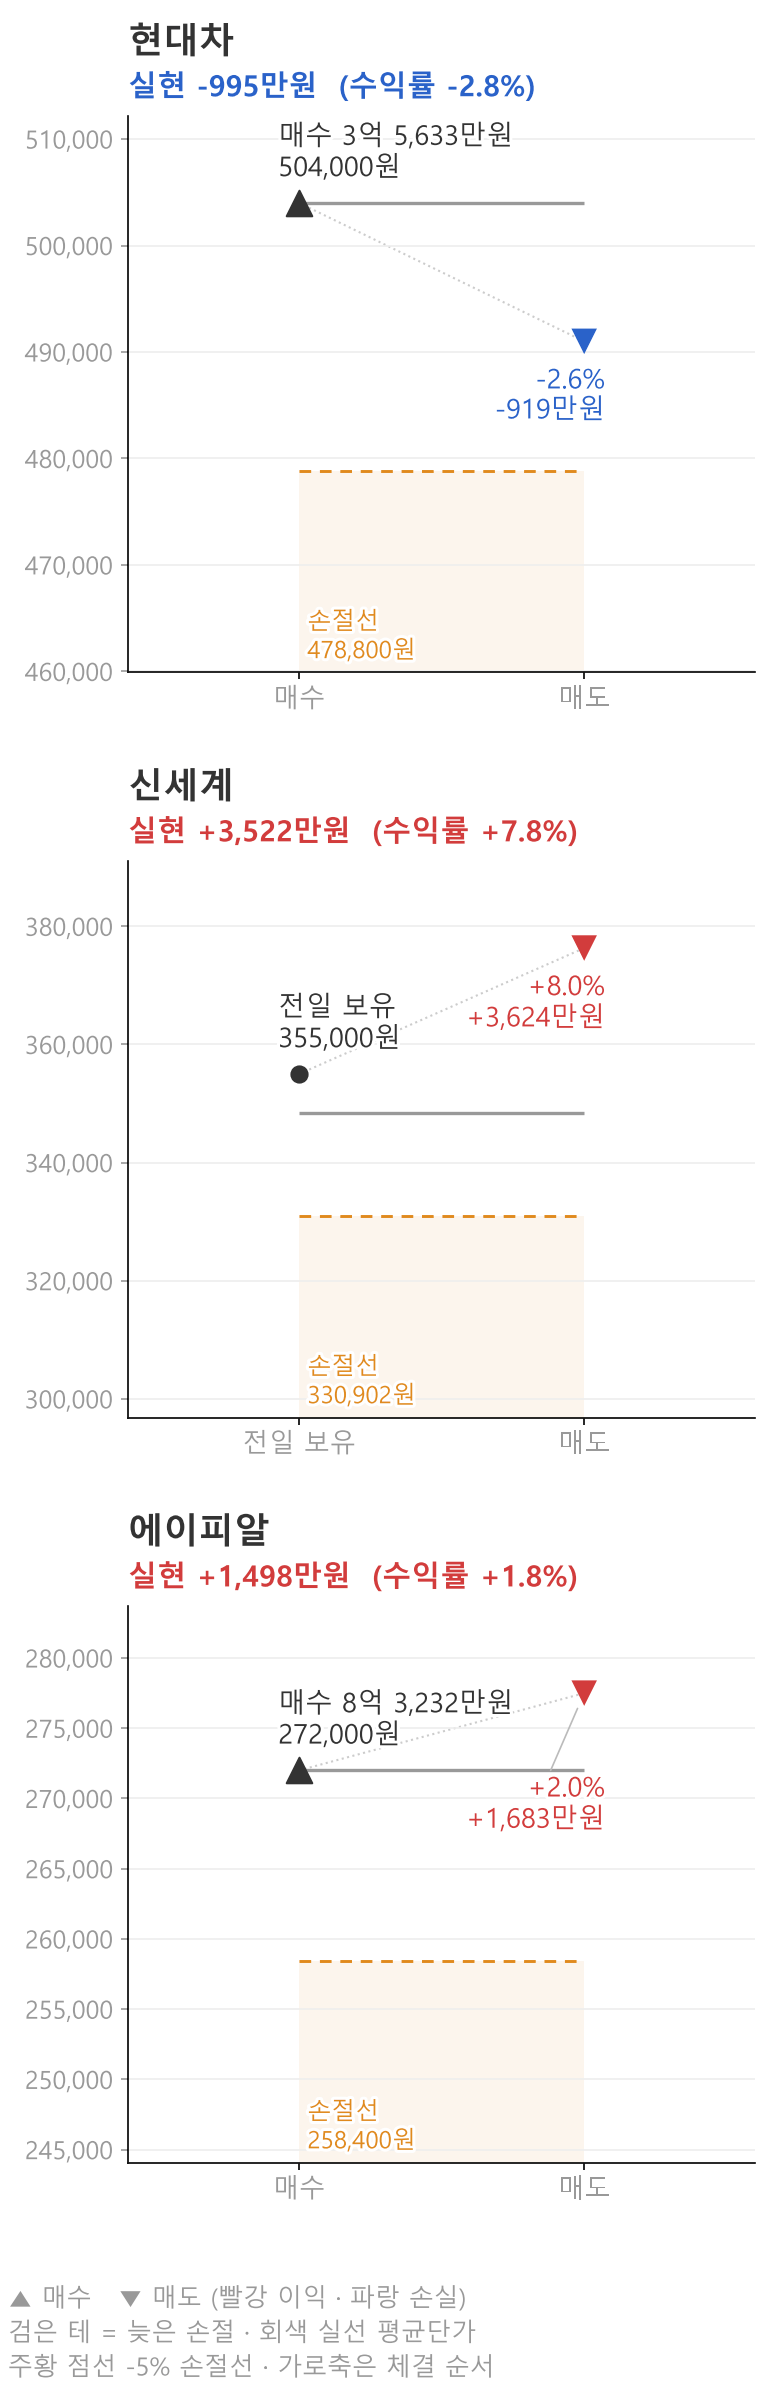 현대차
실현 -995만원 (수익률 -2.8%)
매수 3억 5,633만원
504,000원
510,000
500,000
490,000
480,000
470,000
460,000
-2.6%
-919만원
손절선
478,800원
매수
매도
신세계
실현 +3,522만원 (수익률 +7.8%)
380,000
360,000
340,000
320,000
300,000
전일 보유
355,000원
+8.0%
+3,624만원
손절선
330,902원
전일 보유
매도
에이피알
실현 +1,498만원 (수익률 +1.8%)
280,000
275,000
270,000
265,000
260,000
255,000
250,000
245,000
매수 8억 3,232만원
272,000원
+2.0%
+1,683만원
손절선
258,400원
매수
매도
▲ 매수 ▼ 매도 (빨강 이익 · 파랑 손실)
검은 테 = 늦은 손절 · 회색 실선 평균단가
주황 점선 -5% 손절선 · 가로축은 체결 순서